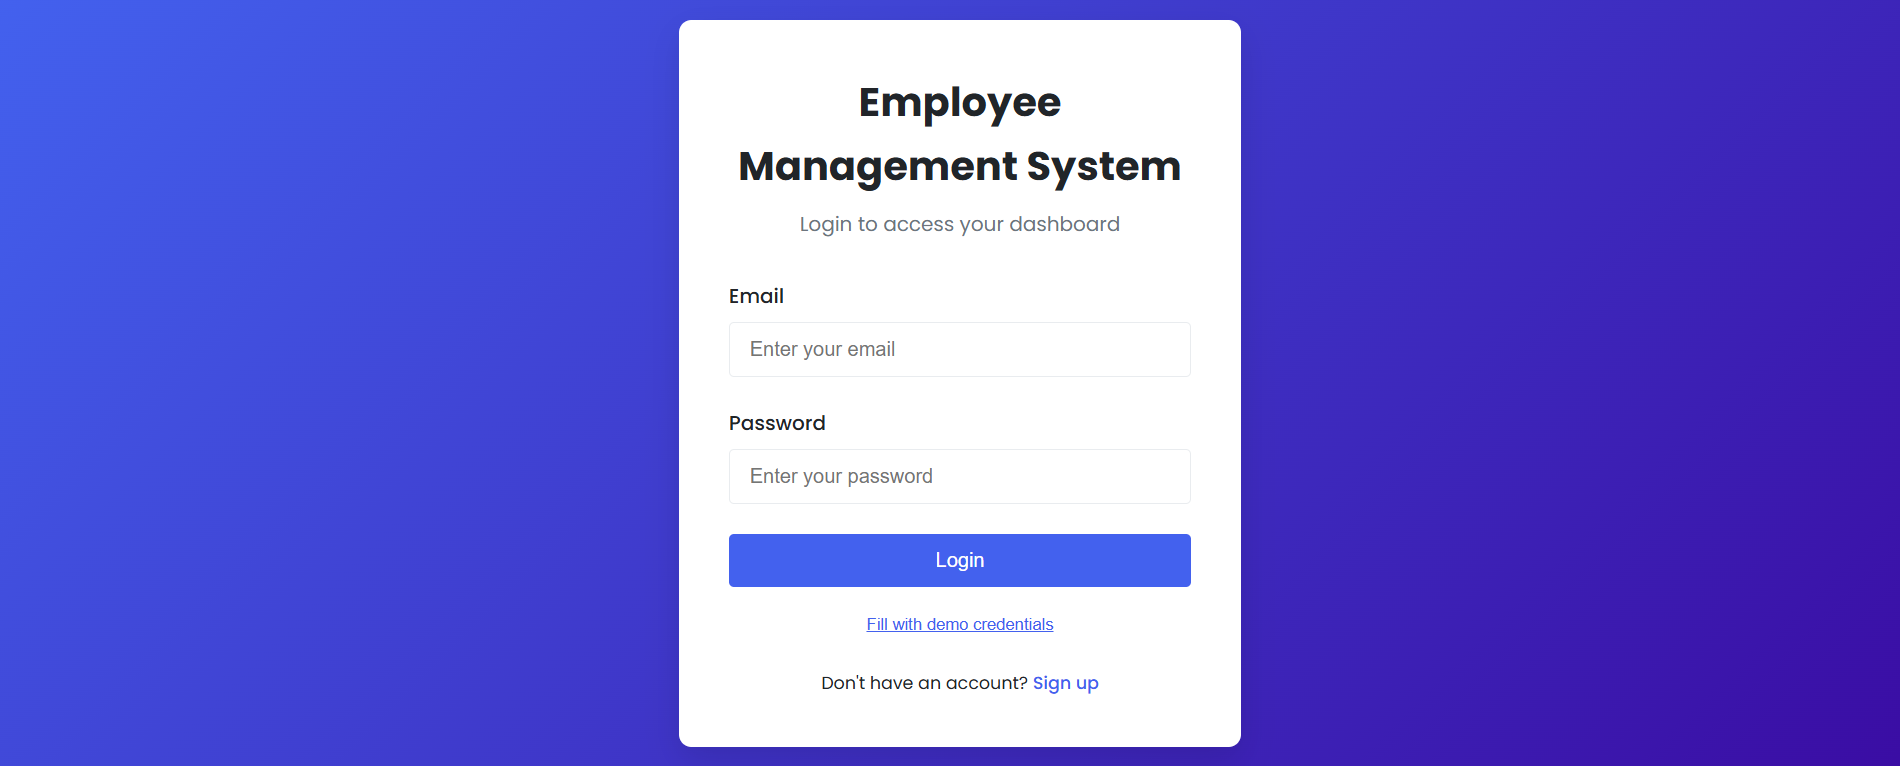 Employee
Management System
Login to access your dashboard
Email
Enter your email
Password
Enter your password
Login
Fill with demo credentials
Don't have an account? Sign up